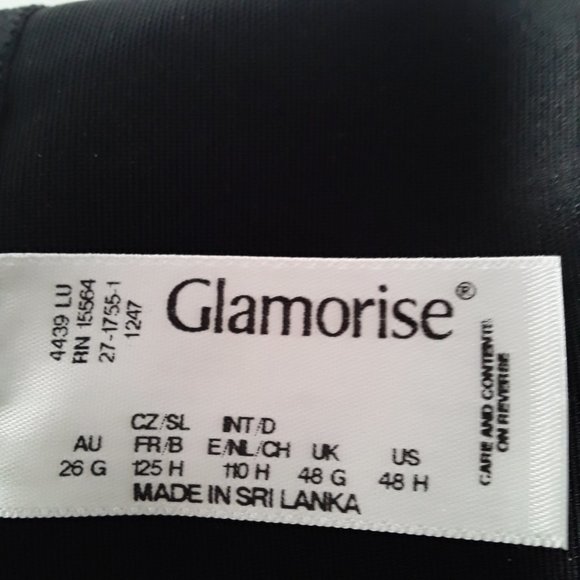 4439 LU
RN 15564
27-1755-1
1247
Glamorise®
CZ/SL INT/D
AU FR/B E/NL/CH UK US
26 G 125 H 110 H 48 G 48 H
MADE IN SRI LANKA
CARE AND CONTENT
ON REVERSE